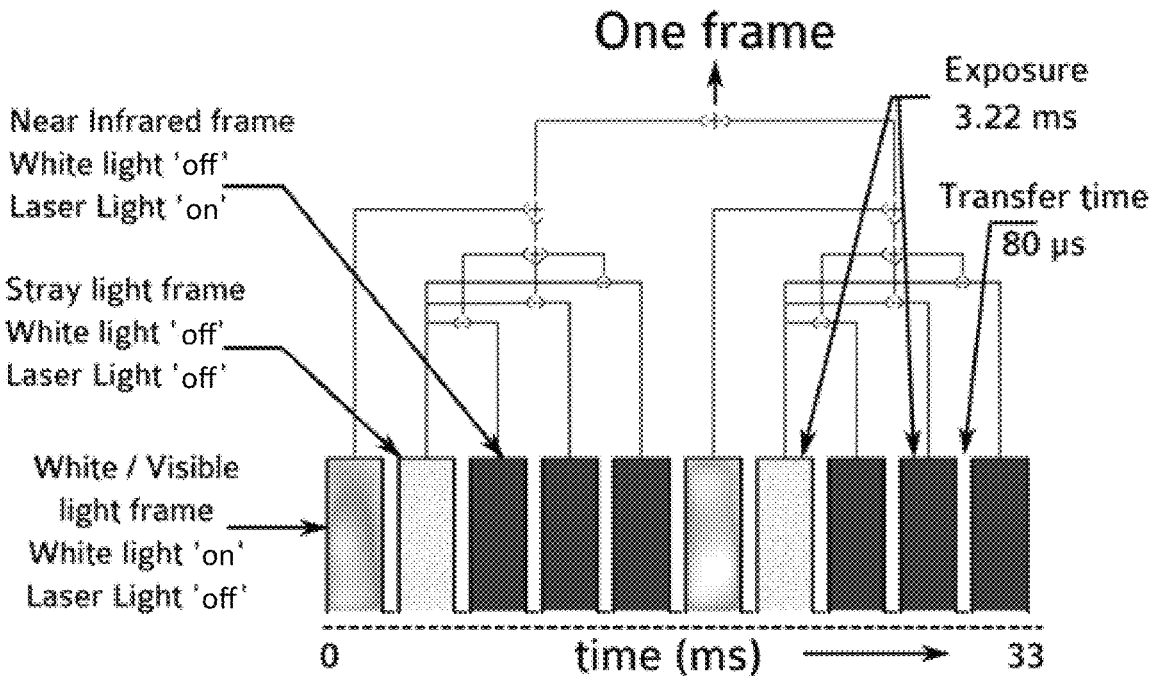 One frame
Exposure
3.22 ms
Near Infrared frame
White light 'off'
Laser Light 'on'
Transfer time
80 µs
Stray light frame
White light 'off'
Laser Light 'off'
White / Visible
light frame
White light 'on'
Laser Light 'off'
0
time (ms)
33